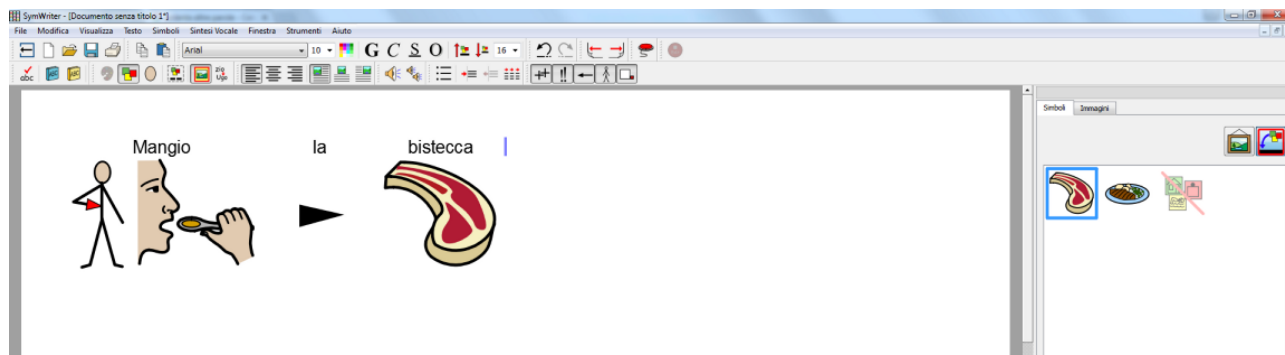 SymWriter - [Documento senza titolo 1*]
File Modifica Visualizza Testo Simboli Sintesi Vocale Finestra Strumenti Aiuto
Arial 10 G C S O 16
abc
Simboli Immagini
Mangio la bistecca